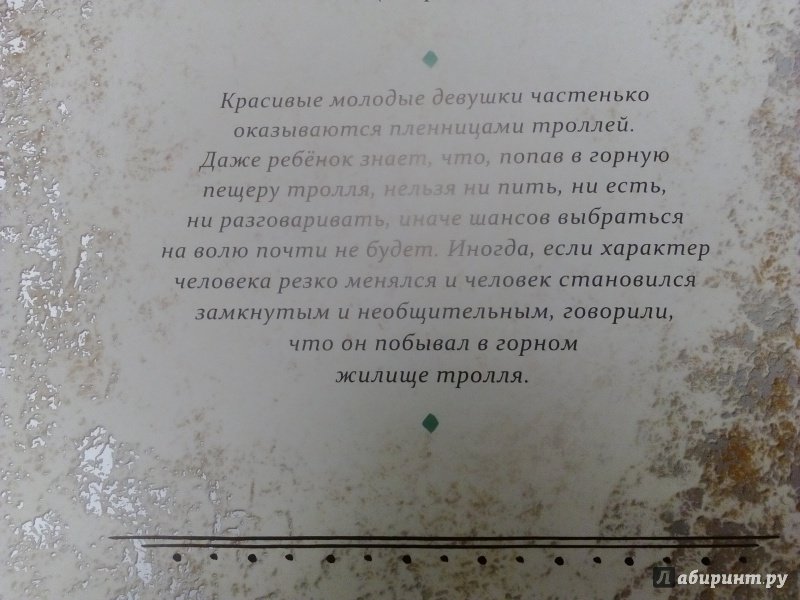 Красивые молодые девушки частенько
оказываются пленницами троллей.
Даже ребёнок знает, что, попав в горную
пещеру тролля, нельзя ни пить, ни есть,
ни разговаривать, иначе шансов выбраться
на волю почти не будет. Иногда, если характер
человека резко менялся и человек становился
замкнутым и необщительным, говорили,
что он побывал в горном
жилище тролля.
Лабиринт.ру